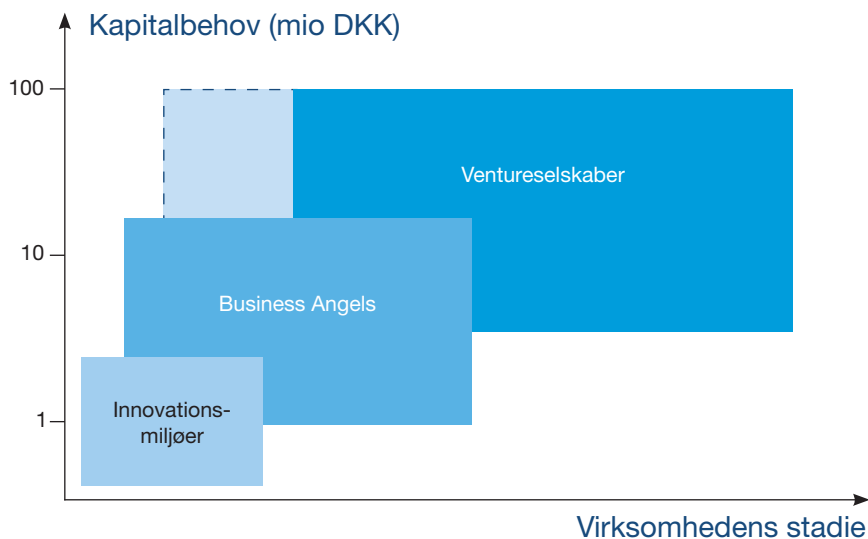 Kapitalbehov (mio DKK)
100
Ventureselskaber
10
Business Angels
Innovations-
miljøer
1
Virksomhedens stadie